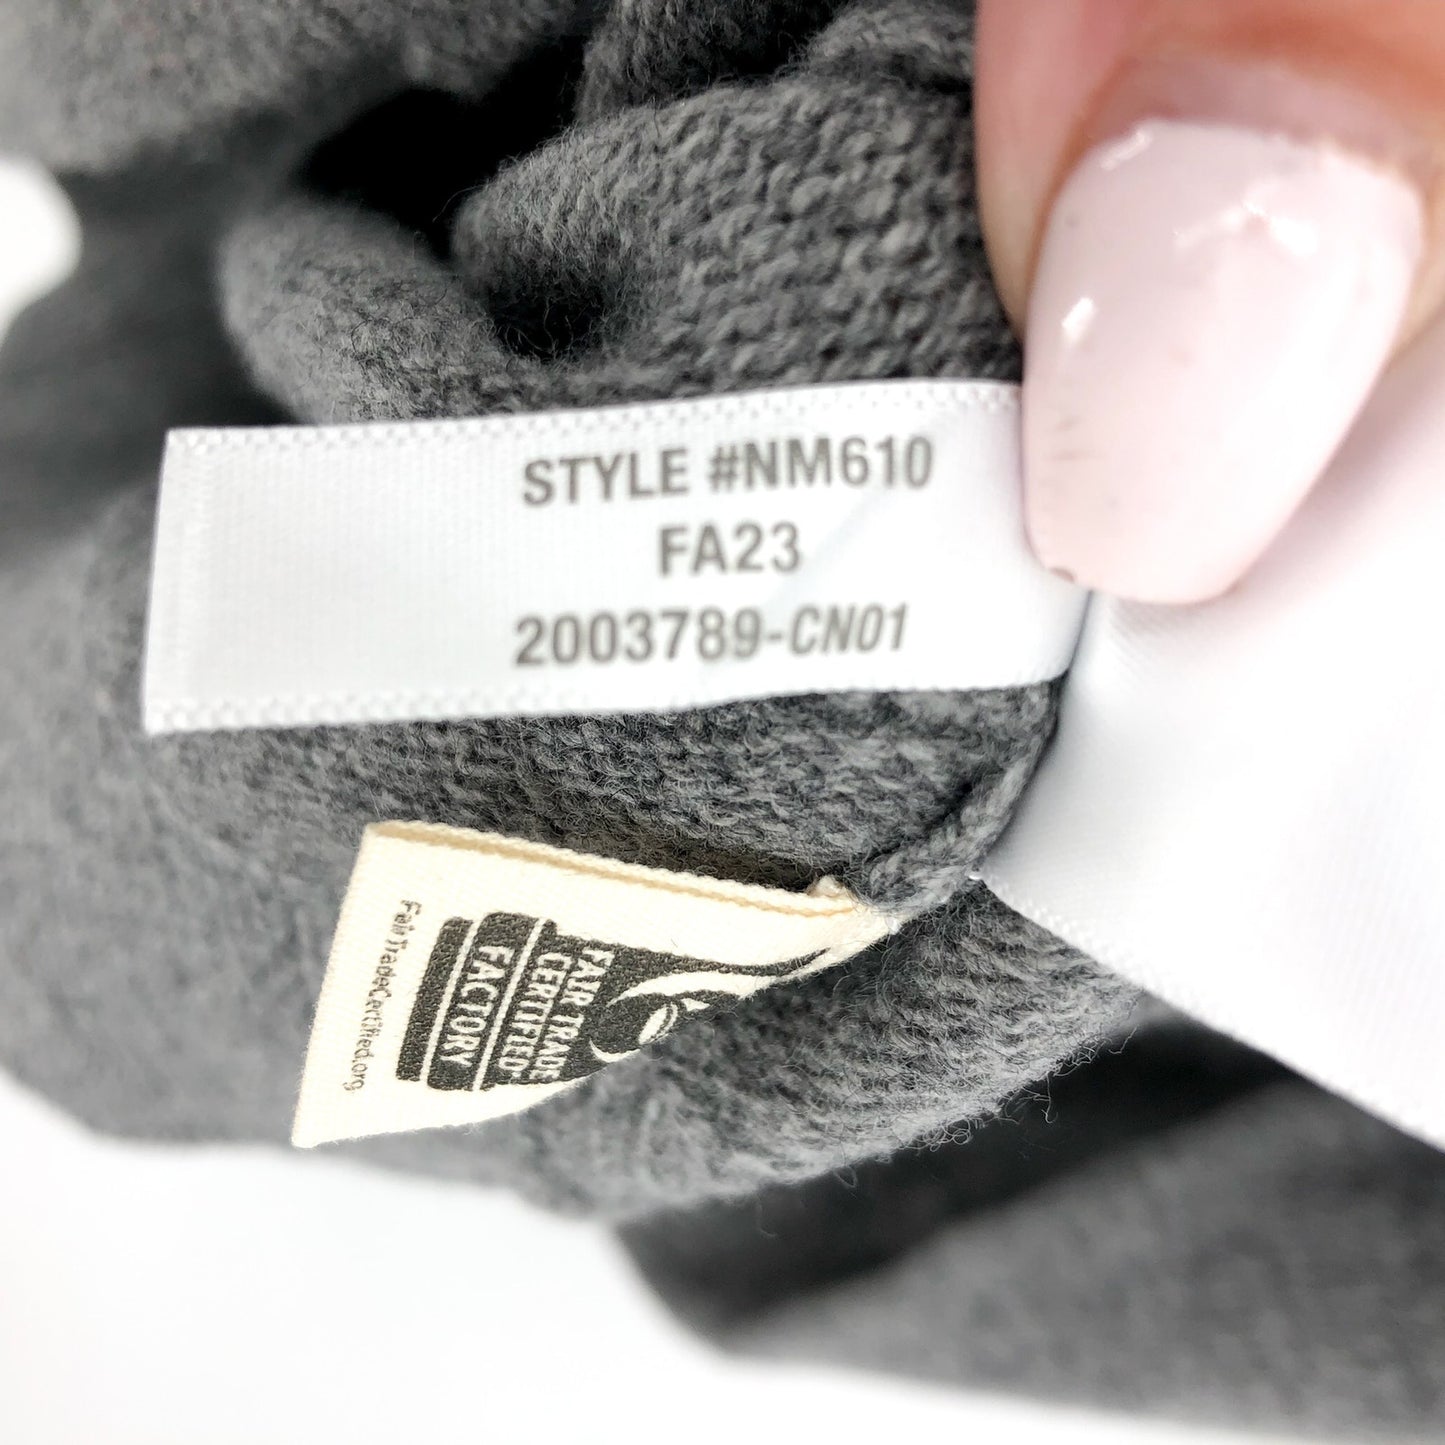 STYLE #NM610
FA23
2003789-CN01
FAIR TRADE
CERTIFIED
FACTORY
FairTradeCertified.org